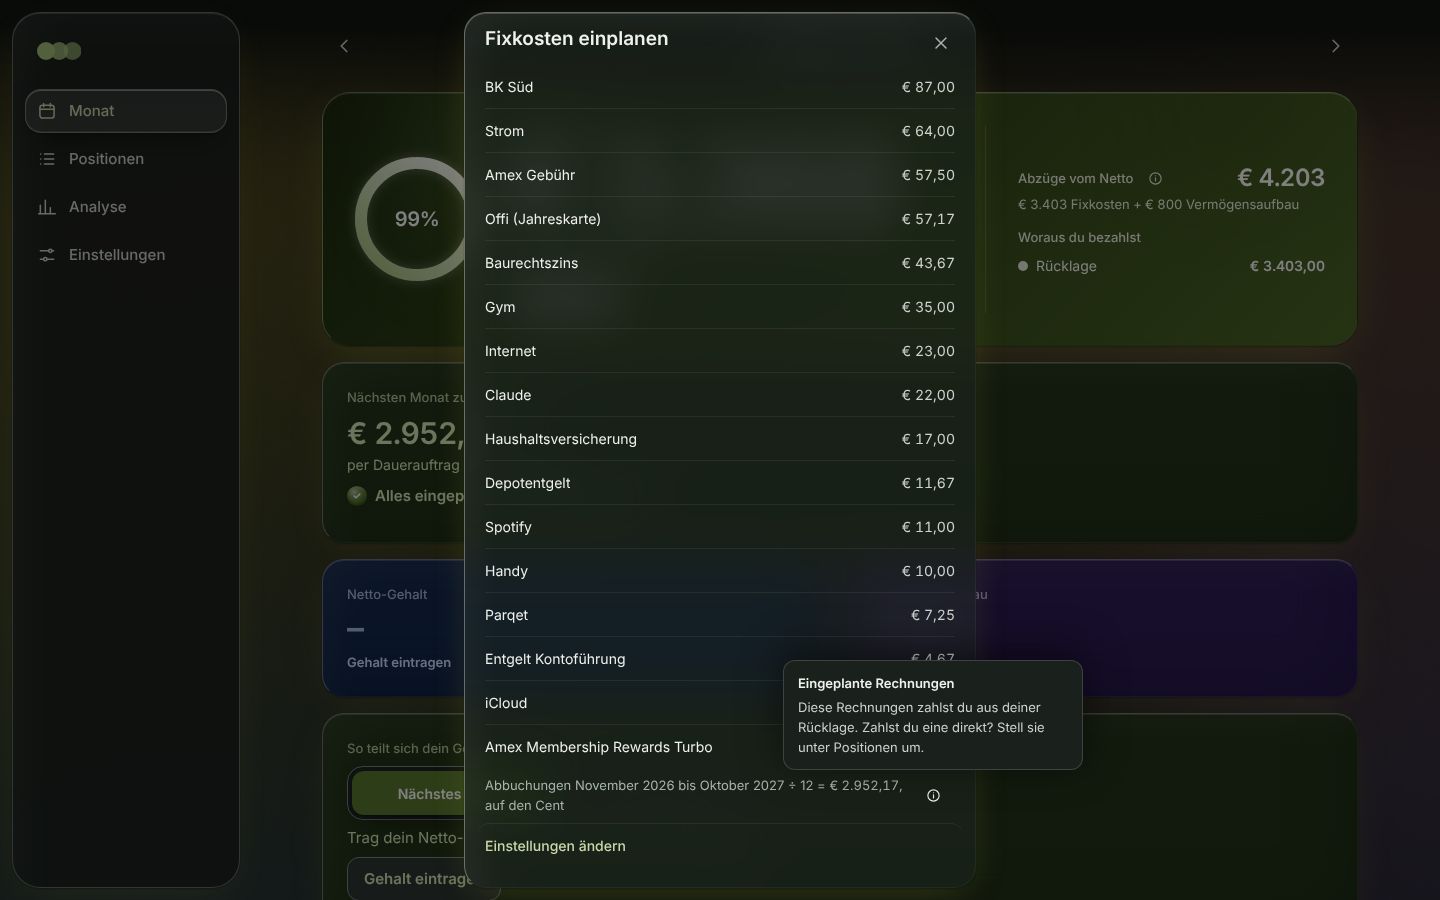 Fixkosten einplanen
Monat
Positionen
Analyse
Einstellungen
99%
Abzüge vom Netto
€ 4.203
€ 3.403 Fixkosten + € 800 Vermögensaufbau
Woraus du bezahlst
Rücklage
€ 3.403,00
BK Süd
€ 87,00
Strom
€ 64,00
Amex Gebühr
€ 57,50
Offi (Jahreskarte)
€ 57,17
Baurechtszins
€ 43,67
Gym
€ 35,00
Internet
€ 23,00
Claude
€ 22,00
Haushaltsversicherung
€ 17,00
Depotentgelt
€ 11,67
Spotify
€ 11,00
Handy
€ 10,00
Parqet
€ 7,25
Entgelt Kontoführung
€ 4,67
iCloud
Amex Membership Rewards Turbo
Eingeplante Rechnungen
Diese Rechnungen zahlst du aus deiner
Rücklage. Zahlst du eine direkt? Stell sie
unter Positionen um.
Abbuchungen November 2026 bis Oktober 2027 ÷ 12 = € 2.952,17,
auf den Cent
Einstellungen ändern
Nächsten Monat
€ 2.952,
per Dauerauftrag
Alles
Netto-Gehalt
–
Gehalt eintragen
So teilt sich dein
Nächstes
Trag dein Netto-
Gehalt